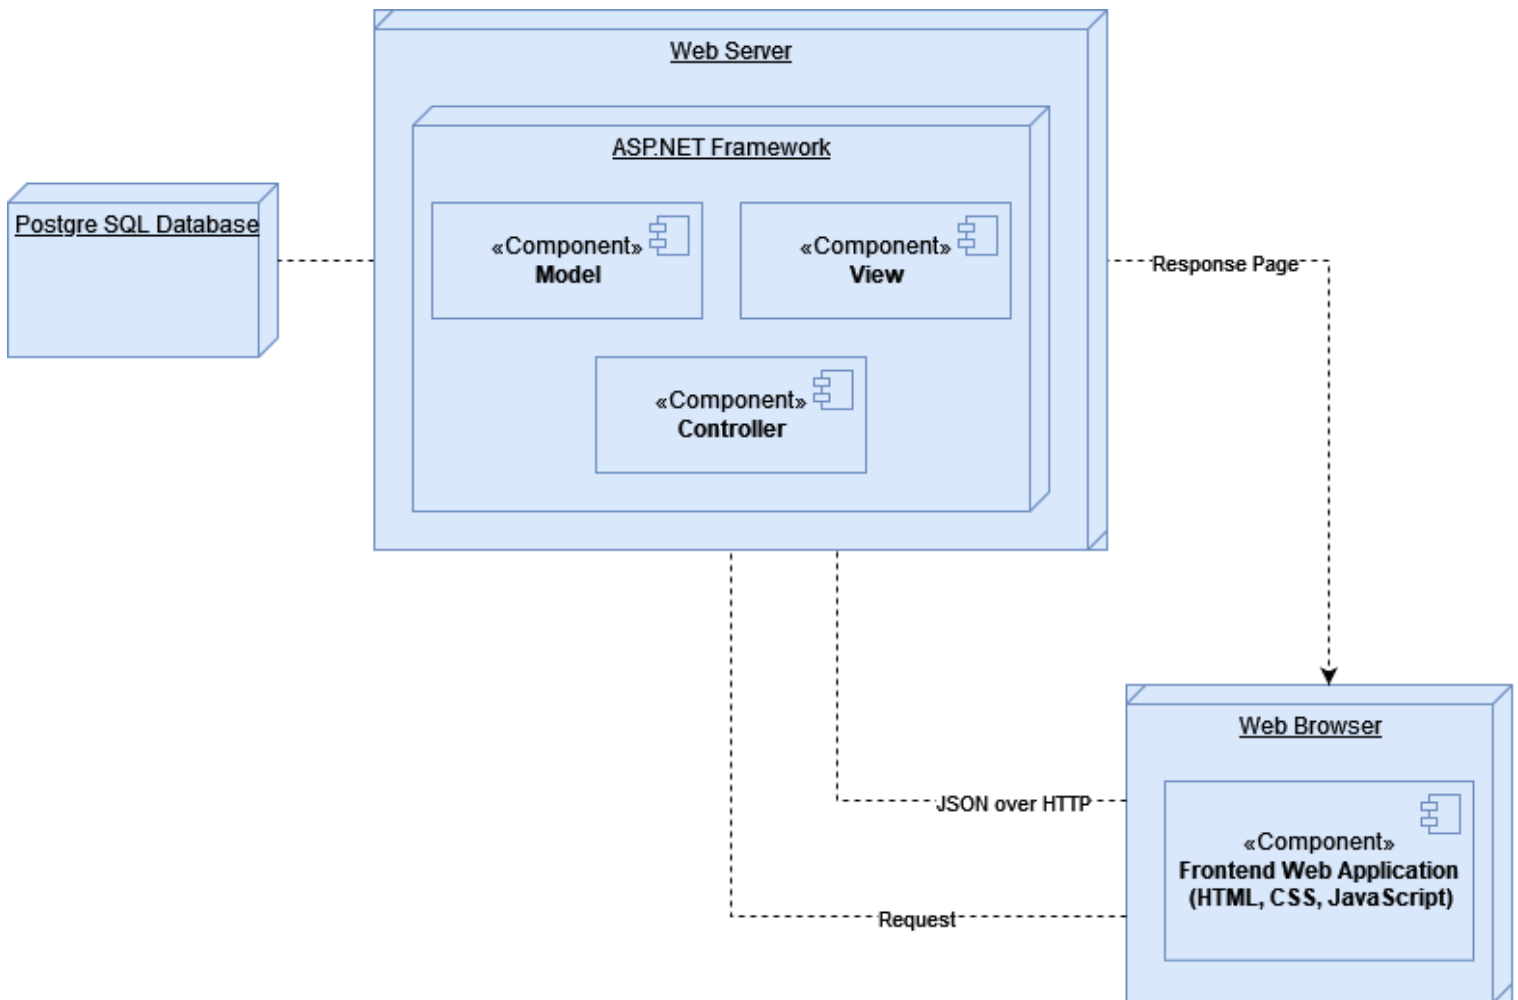 Web Server
ASP.NET Framework
Postgre SQL Database
«Component»
Model
«Component»
View
Response Page
«Component»
Controller
Web Browser
JSON over HTTP
«Component»
Frontend Web Application
(HTML, CSS, JavaScript)
Request